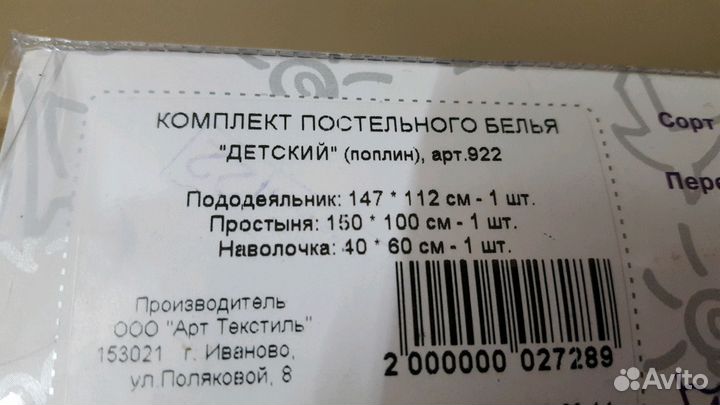 КОМПЛЕКТ ПОСТЕЛЬНОГО БЕЛЬЯ
"ДЕТСКИЙ" (поплин), арт.922
Пододеяльник: 147 * 112 см - 1 шт.
Простыня: 150 * 100 см - 1 шт.
Наволочка: 40 * 60 см - 1 шт.
Производитель
ООО "Арт Текстиль"
153021 г. Иваново,
ул.Поляковой, 8
2 000000 027289
Сорт
Пере
Avito